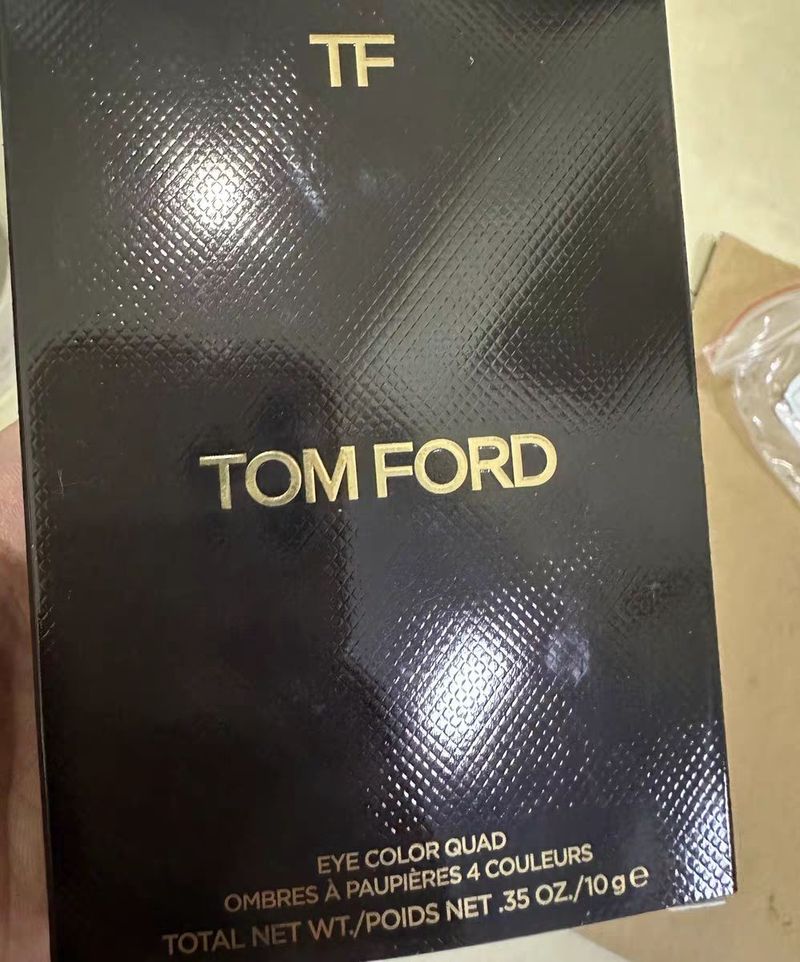 TF
TOM FORD
EYE COLOR QUAD
OMBRES À PAUPIÈRES 4 COULEURS
TOTAL NET WT./POIDS NET .35 OZ./10 g e